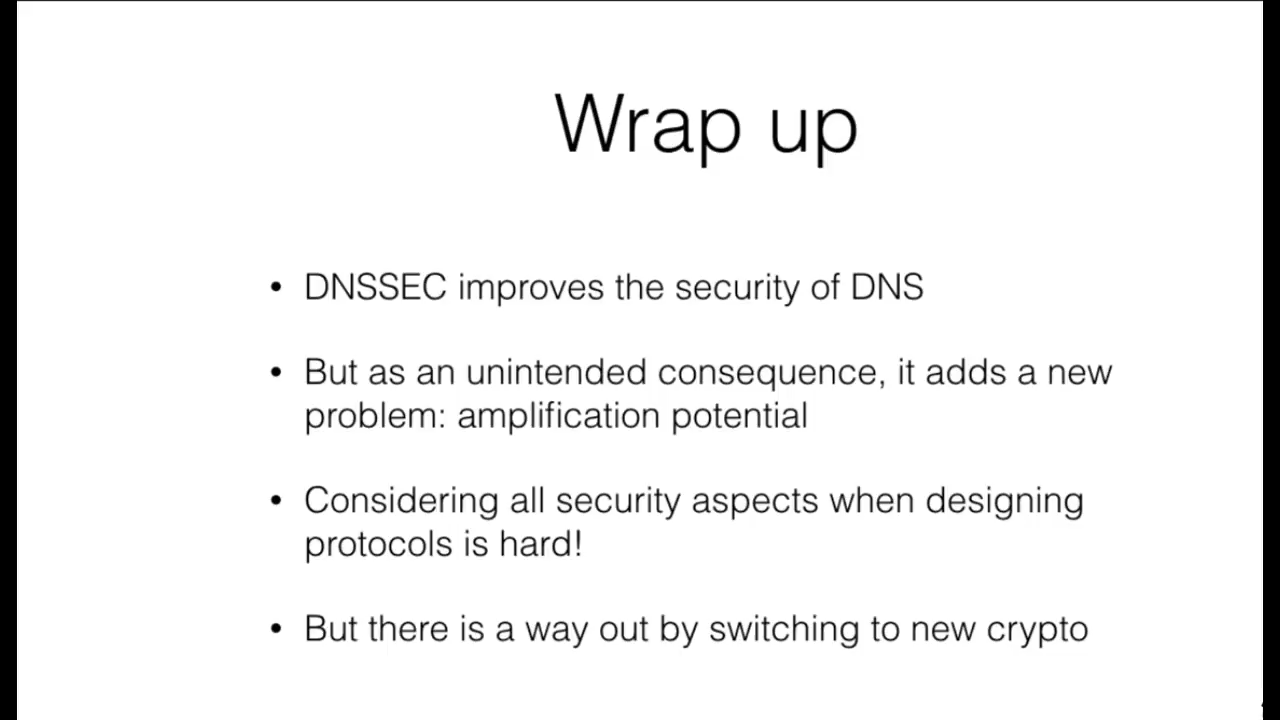 Wrap up
• DNSSEC improves the security of DNS
• But as an unintended consequence, it adds a new
problem: amplification potential
• Considering all security aspects when designing
protocols is hard!
• But there is a way out by switching to new crypto